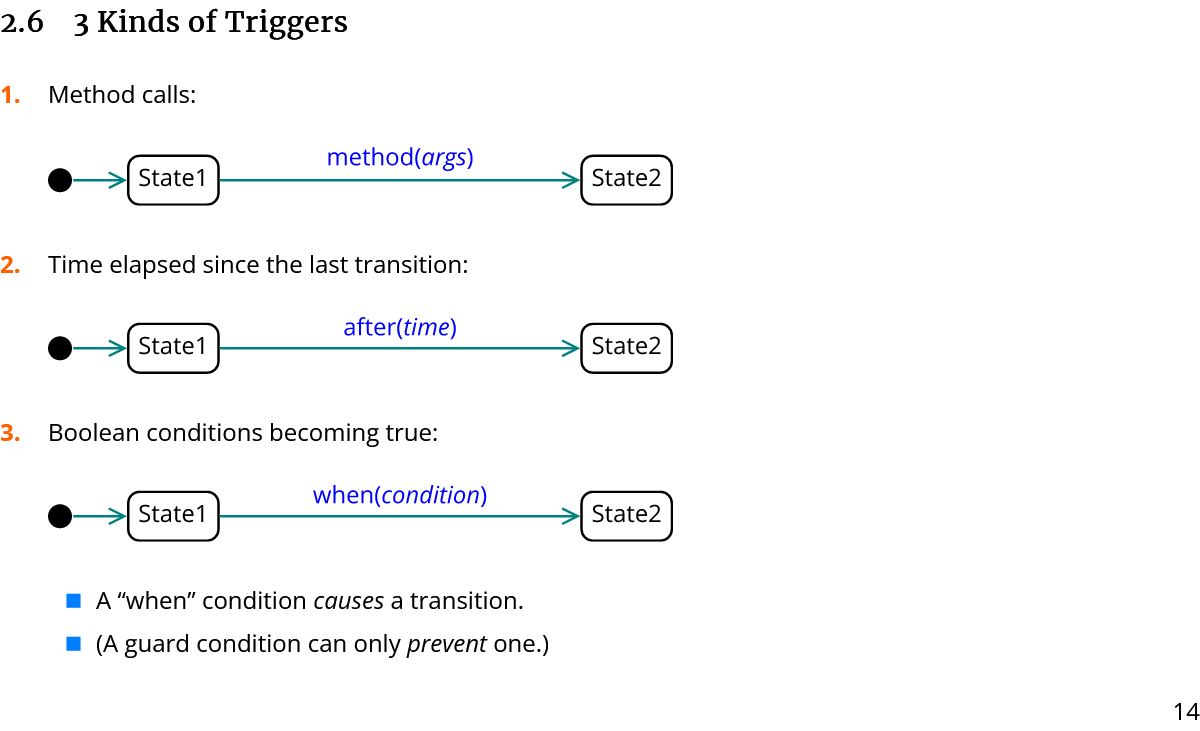 2.6 3 Kinds of Triggers
1. Method calls:
method(args)
State1
State2
2. Time elapsed since the last transition:
after(time)
State1
State2
3. Boolean conditions becoming true:
when(condition)
State1
State2
A “when” condition causes a transition.
(A guard condition can only prevent one.)
14